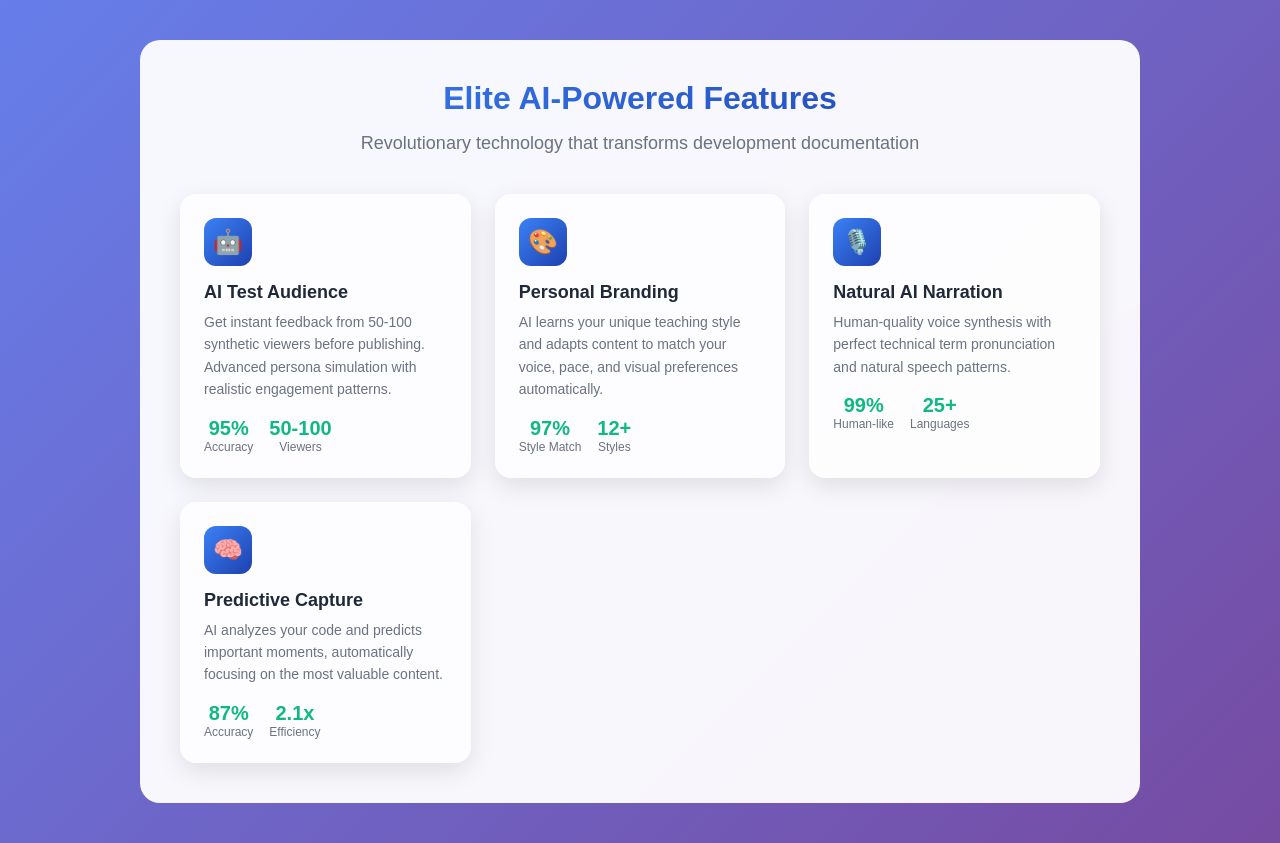 Elite AI-Powered Features
Revolutionary technology that transforms development documentation
AI Test Audience
Get instant feedback from 50-100
synthetic viewers before publishing.
Advanced persona simulation with
realistic engagement patterns.
95% 50-100
Accuracy Viewers
Personal Branding
AI learns your unique teaching style
and adapts content to match your
voice, pace, and visual preferences
automatically.
97% 12+
Style Match Styles
Natural AI Narration
Human-quality voice synthesis with
perfect technical term pronunciation
and natural speech patterns.
99% 25+
Human-like Languages
Predictive Capture
AI analyzes your code and predicts
important moments, automatically
focusing on the most valuable content.
87% 2.1x
Accuracy Efficiency